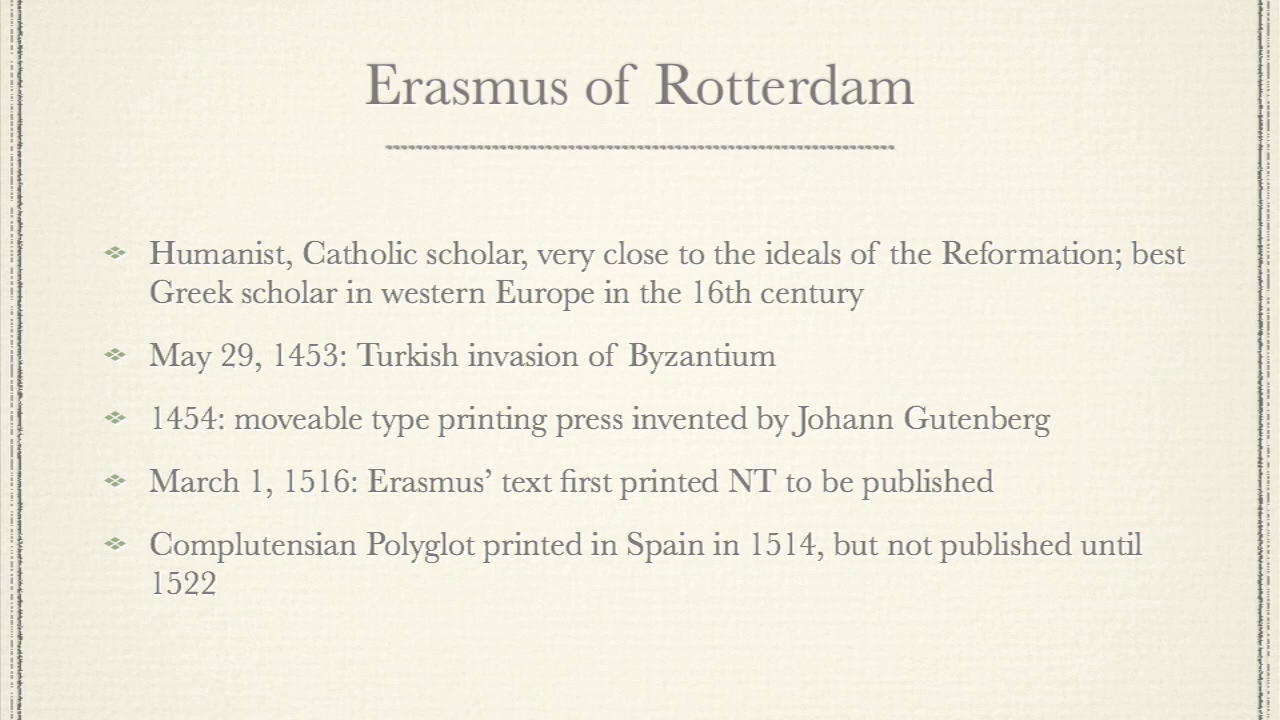 Erasmus of Rotterdam
Humanist, Catholic scholar, very close to the ideals of the Reformation; best
Greek scholar in western Europe in the 16th century
May 29, 1453: Turkish invasion of Byzantium
1454: moveable type printing press invented by Johann Gutenberg
March 1, 1516: Erasmus’ text first printed NT to be published
Complutensian Polyglot printed in Spain in 1514, but not published until
1522